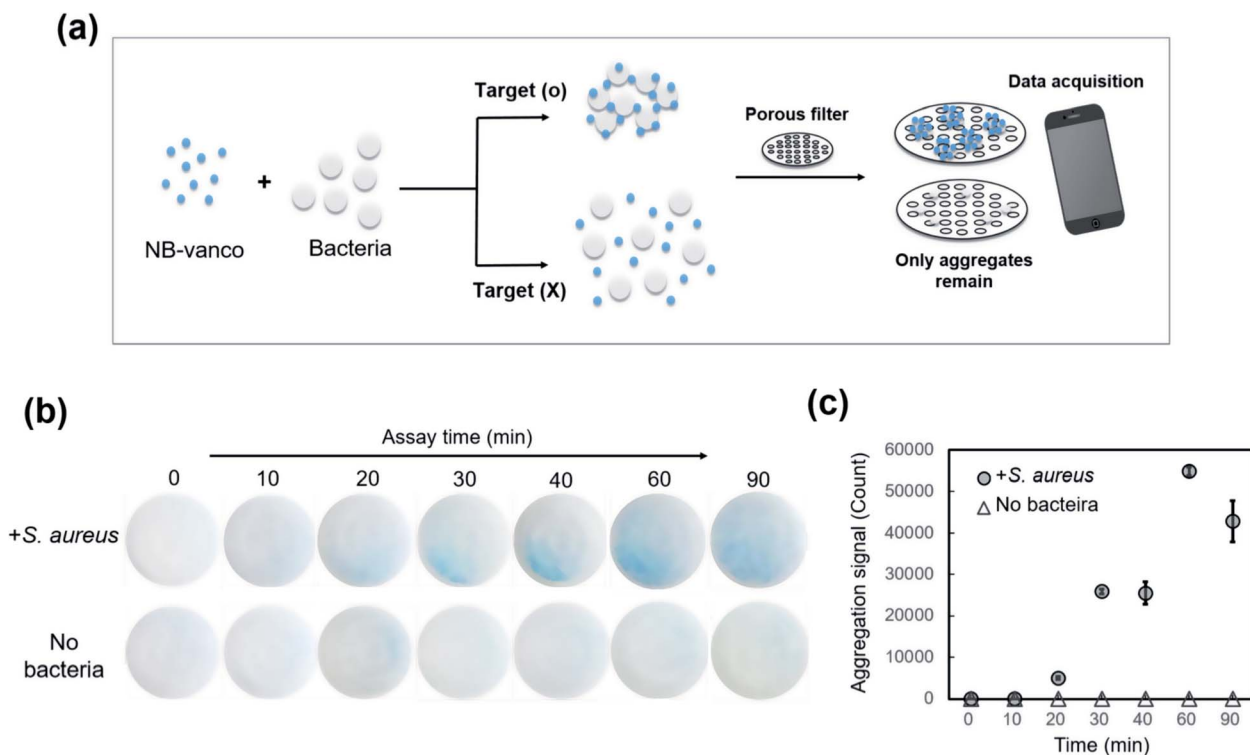 (a)
NB-vanco
+
Bacteria
Target (o)
Target (X)
Porous filter
Data acquisition
Only aggregates
remain
(b)
Assay time (min)
0 10 20 30 40 60 90
+S. aureus
No
bacteria
(c)
Aggregation signal (Count)
60000
50000
40000
30000
20000
10000
0
+S. aureus
No bacteira
0 10 20 30 40 60 90
Time (min)